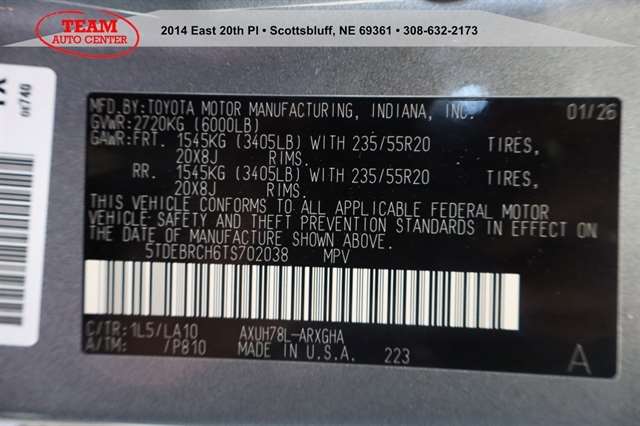 TEAM
AUTO CENTER
2014 East 20th Pl • Scottsbluff, NE 69361 • 308-632-2173
MFD.BY:TOYOTA MOTOR MANUFACTURING, INDIANA, INC. 01/26
GVWR:2720KG (6000LB)
GAWR:FRT. 1545KG (3405LB) WITH 235/55R20 TIRES,
20X8J RIMS.
RR. 1545KG (3405LB) WITH 235/55R20 TIRES,
20X8J RIMS.
THIS VEHICLE CONFORMS TO ALL APPLICABLE FEDERAL MOTOR
VEHICLE SAFETY AND THEFT PREVENTION STANDARDS IN EFFECT ON
THE DATE OF MANUFACTURE SHOWN ABOVE.
5TDEBRCH6TS702038 MPV
C/TR:1L5/LA10 AXUH78L-ARXGHA
A/TM: /P810 MADE IN U.S.A. 223 A